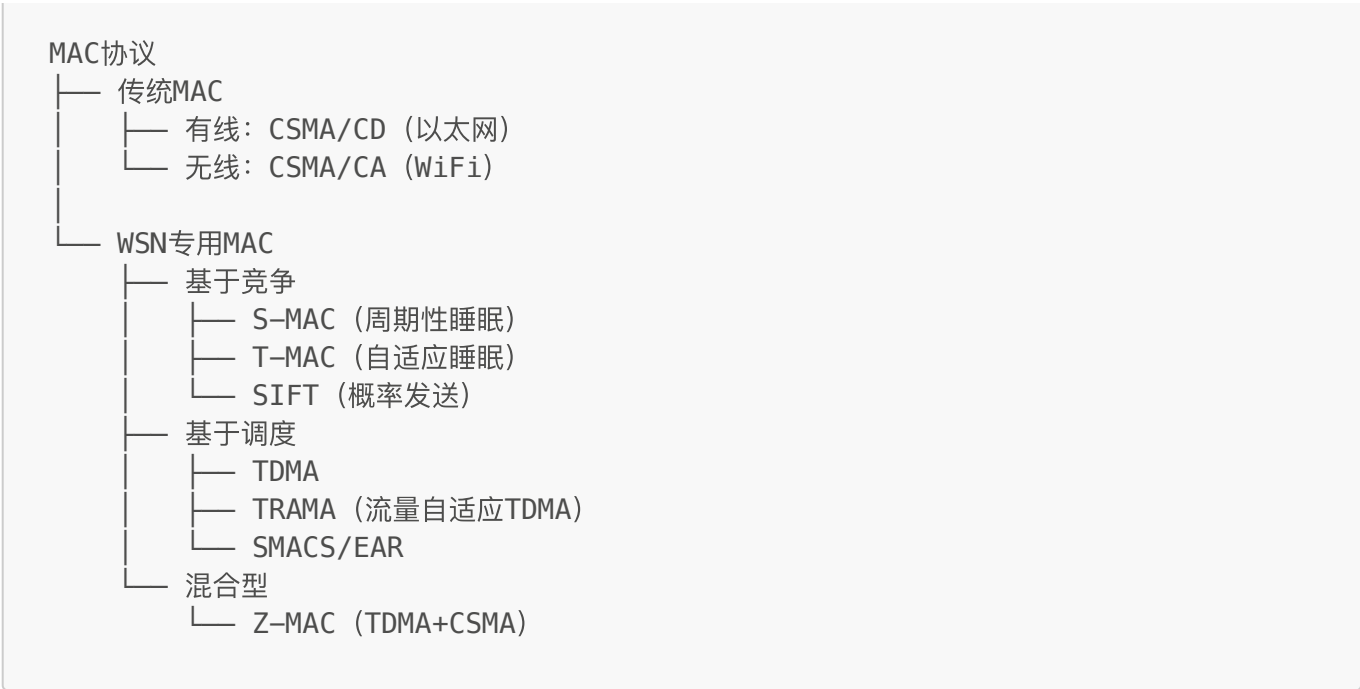 MAC协议
├── 传统MAC
│   ├── 有线：CSMA/CD（以太网）
│   └── 无线：CSMA/CA（WiFi）
│
└── WSN专用MAC
    ├── 基于竞争
    │   ├── S-MAC（周期性睡眠）
    │   ├── T-MAC（自适应睡眠）
    │   └── SIFT（概率发送）
    ├── 基于调度
    │   ├── TDMA
    │   ├── TRAMA（流量自适应TDMA）
    │   └── SMACS/EAR
    └── 混合型
        └── Z-MAC（TDMA+CSMA）